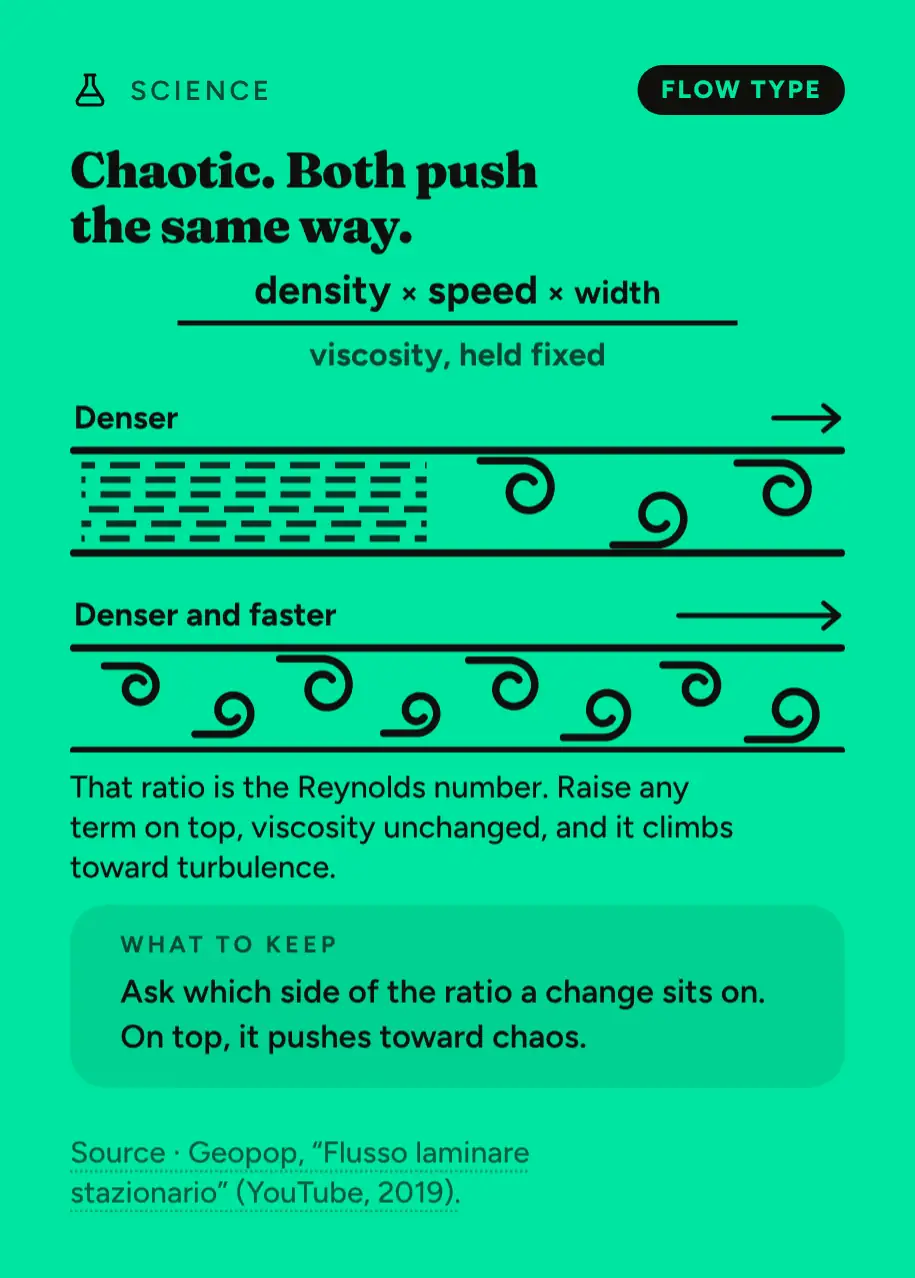 SCIENCE
FLOW TYPE
Chaotic. Both push
the same way.
density × speed × width
viscosity, held fixed
Denser
Denser and faster
That ratio is the Reynolds number. Raise any
term on top, viscosity unchanged, and it climbs
toward turbulence.
WHAT TO KEEP
Ask which side of the ratio a change sits on.
On top, it pushes toward chaos.
Source · Geopop, “Flusso laminare
stazionario” (YouTube, 2019).